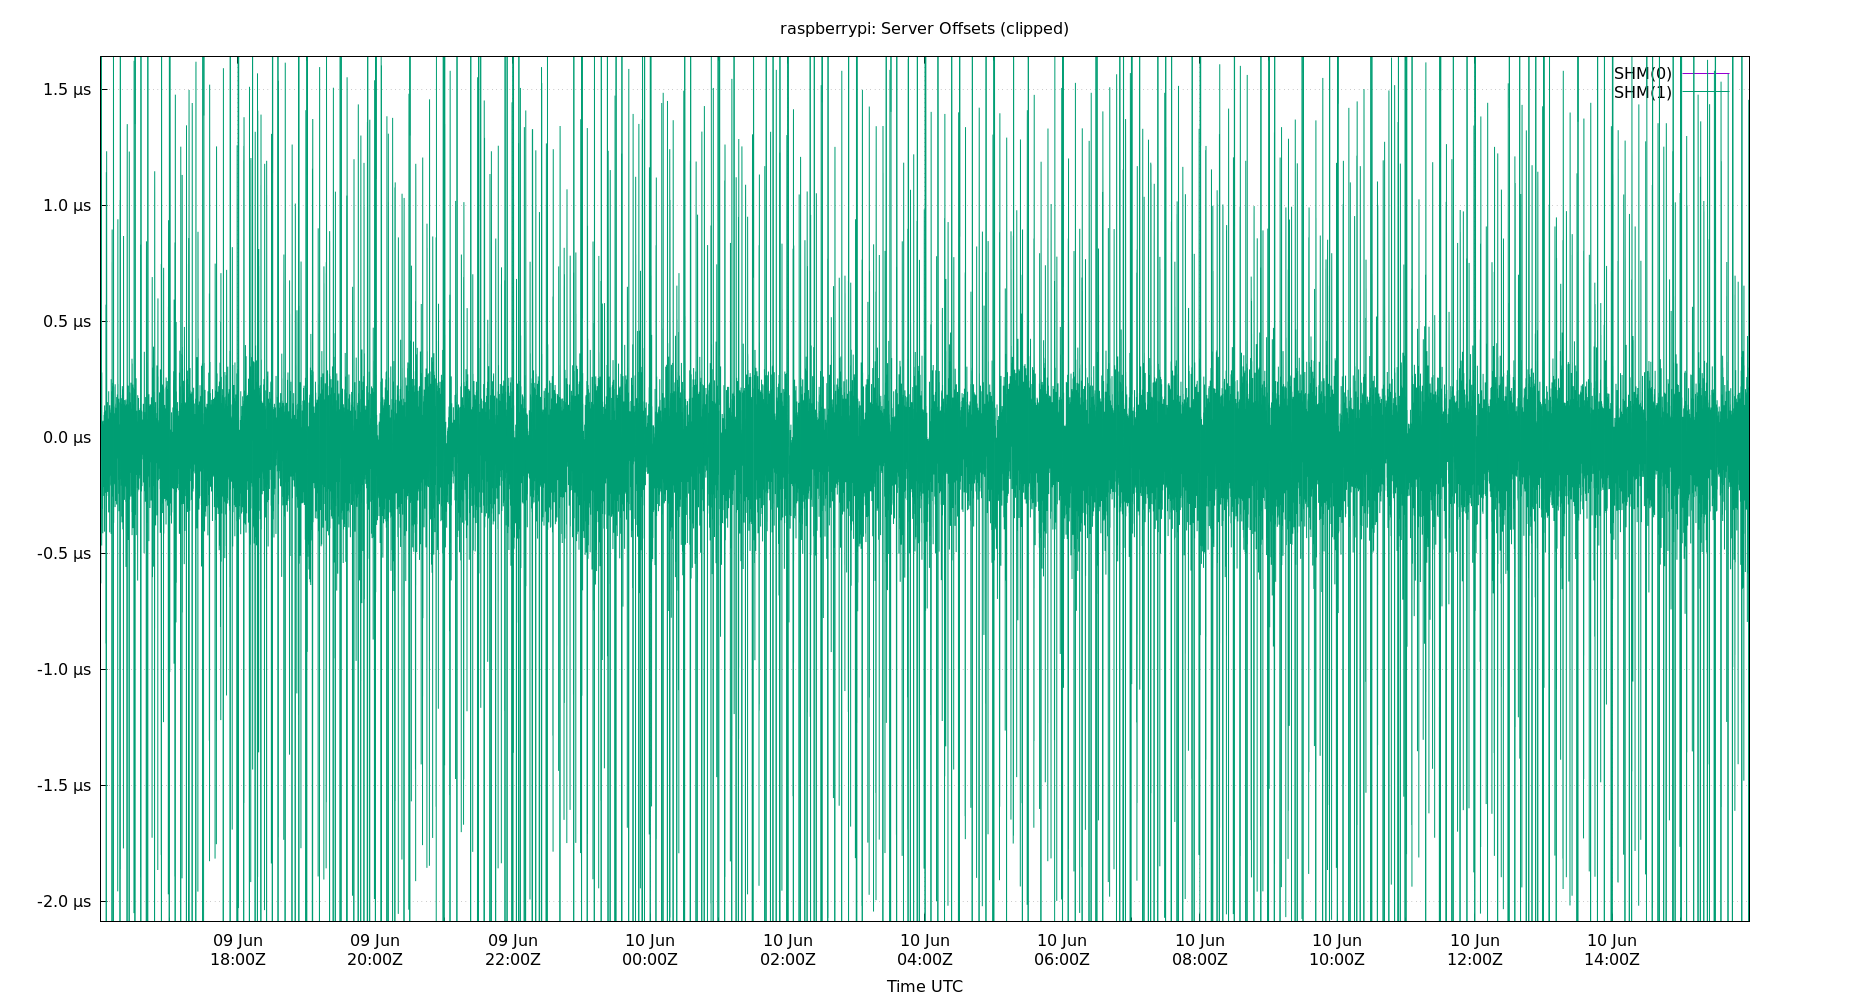 raspberrypi: Server Offsets (clipped)
SHM(0)
SHM(1)
1.5 µs
1.0 µs
0.5 µs
0.0 µs
-0.5 µs
-1.0 µs
-1.5 µs
-2.0 µs
09 Jun 09 Jun 09 Jun 10 Jun 10 Jun 10 Jun 10 Jun 10 Jun 10 Jun 10 Jun 10 Jun
18:00Z 20:00Z 22:00Z 00:00Z 02:00Z 04:00Z 06:00Z 08:00Z 10:00Z 12:00Z 14:00Z
Time UTC